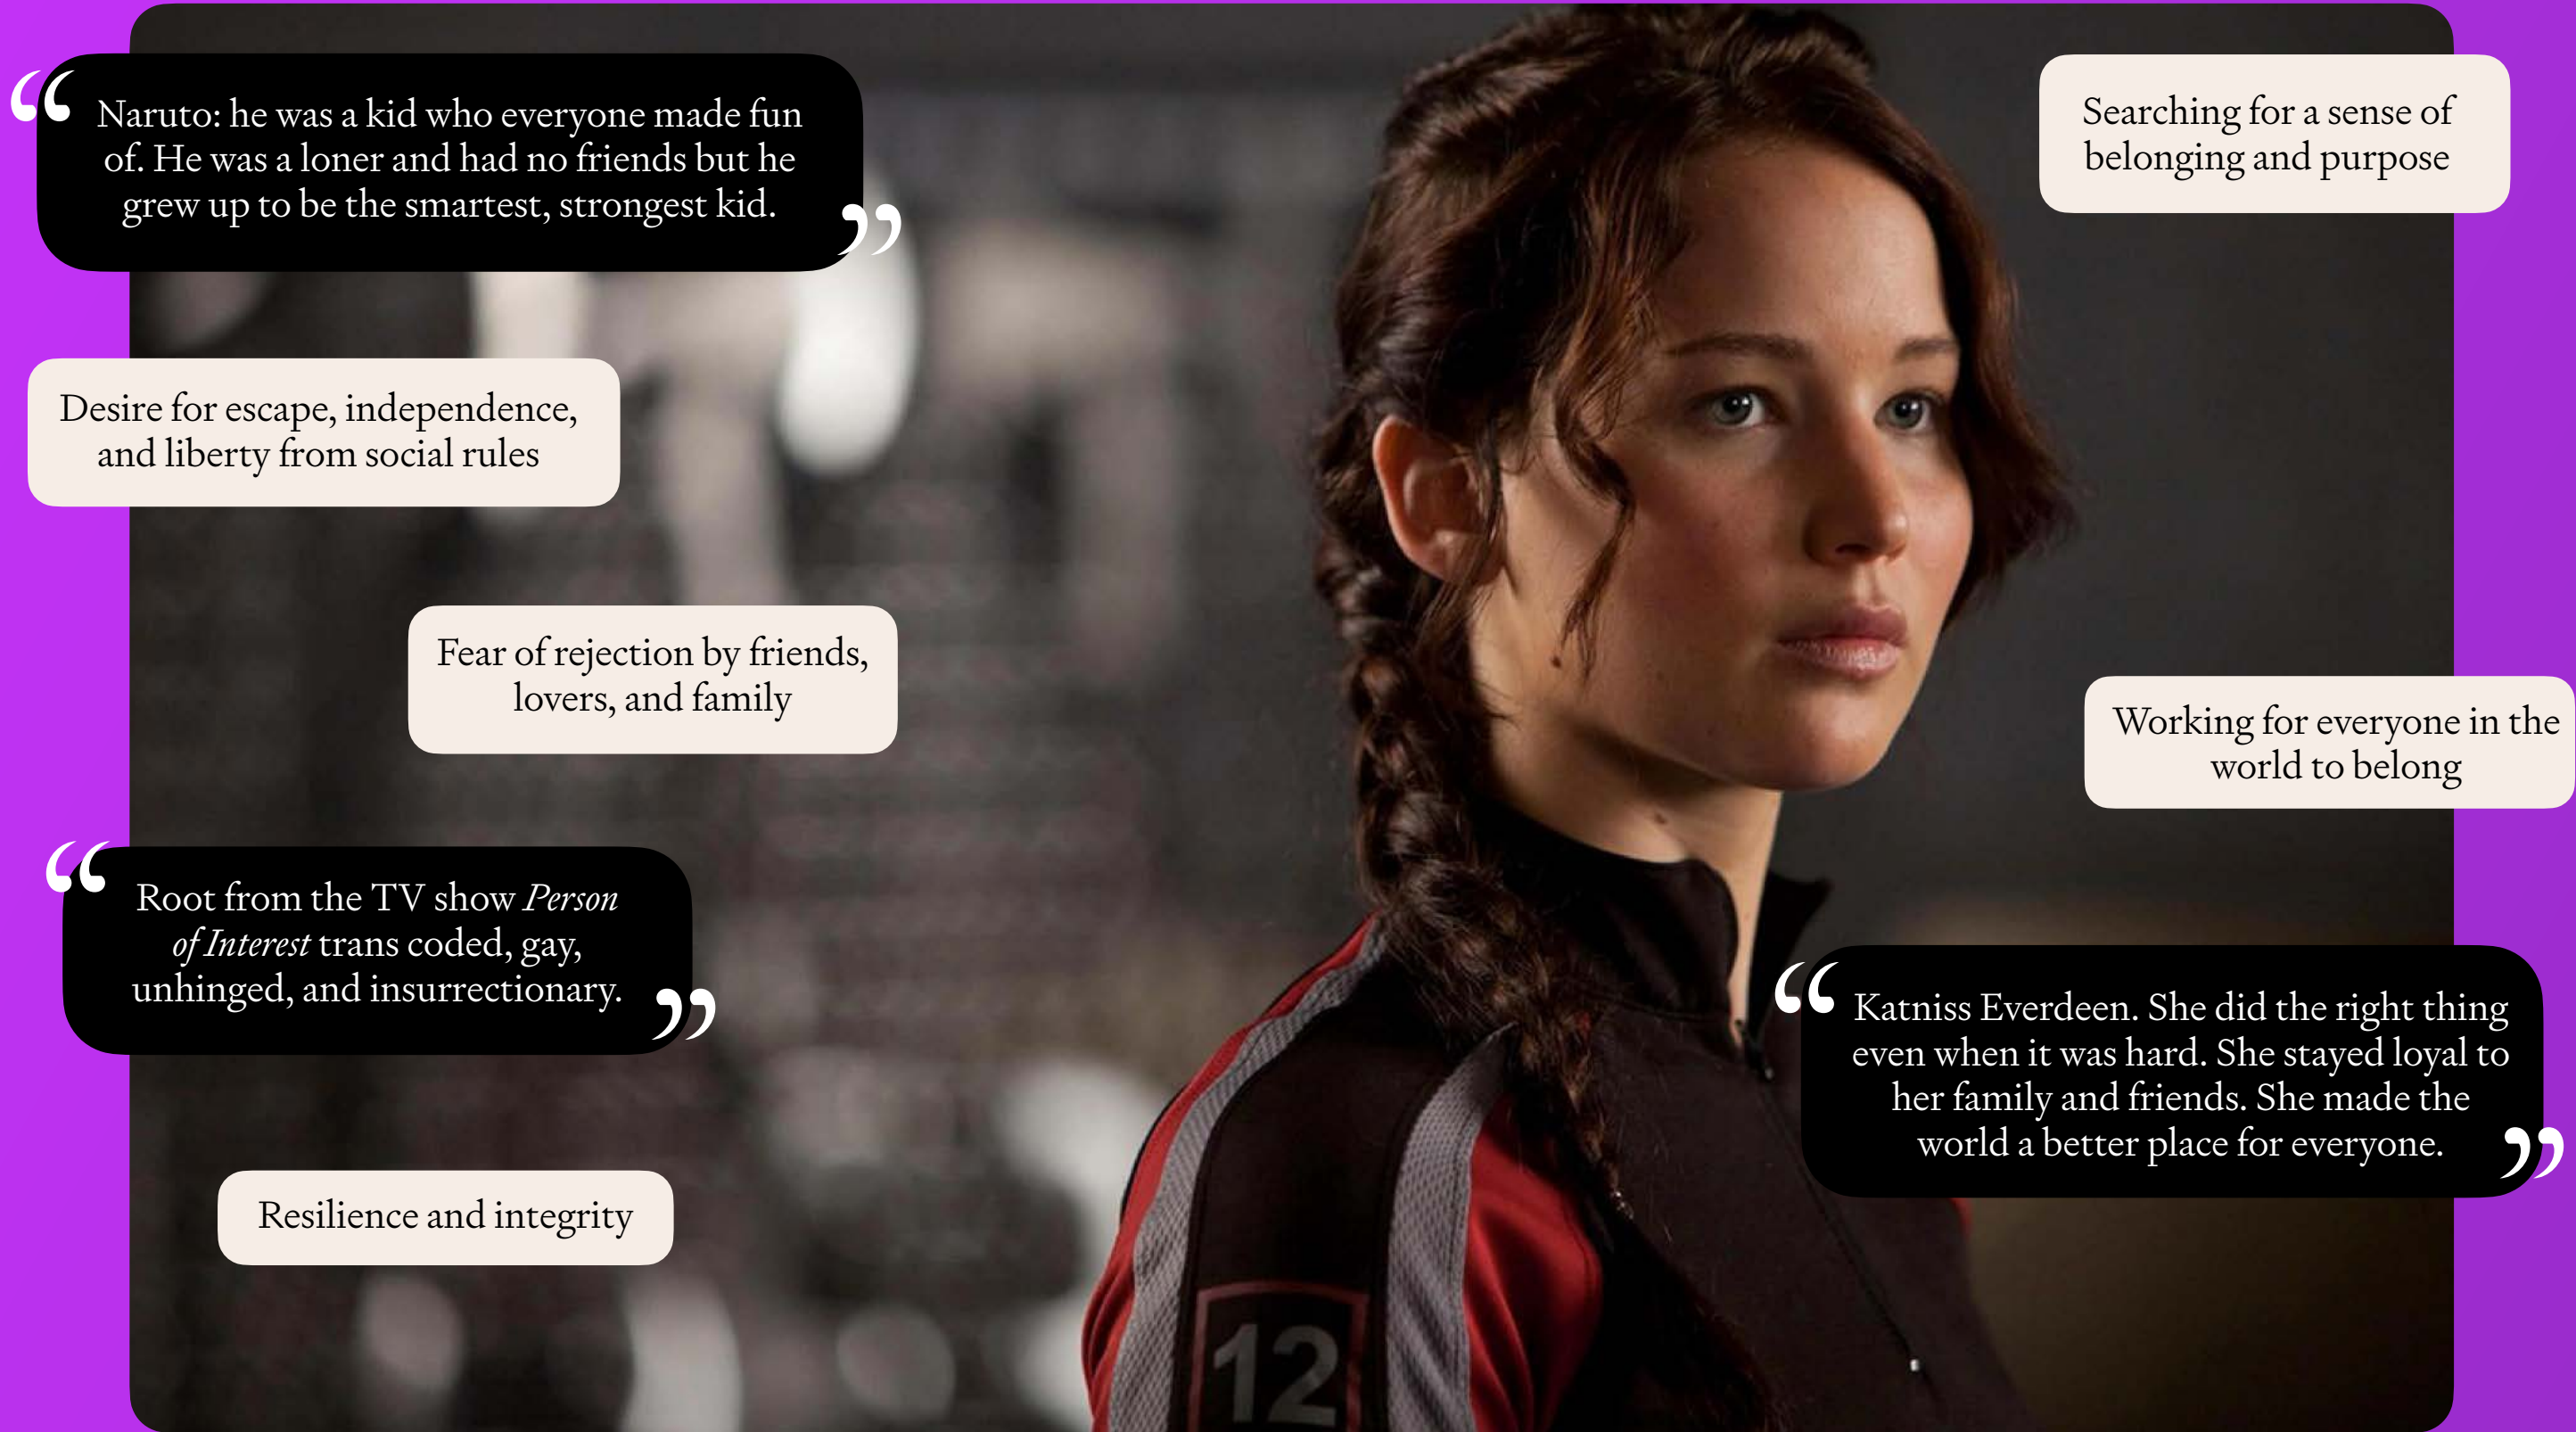 “ Naruto: he was a kid who everyone made fun
of. He was a loner and had no friends but he
grew up to be the smartest, strongest kid. ”
Searching for a sense of
belonging and purpose
Desire for escape, independence,
and liberty from social rules
Fear of rejection by friends,
lovers, and family
Working for everyone in the
world to belong
“ Root from the TV show Person
of Interest trans coded, gay,
unhinged, and insurrectionary. ”
“ Katniss Everdeen. She did the right thing
even when it was hard. She stayed loyal to
her family and friends. She made the
world a better place for everyone. ”
Resilience and integrity
12